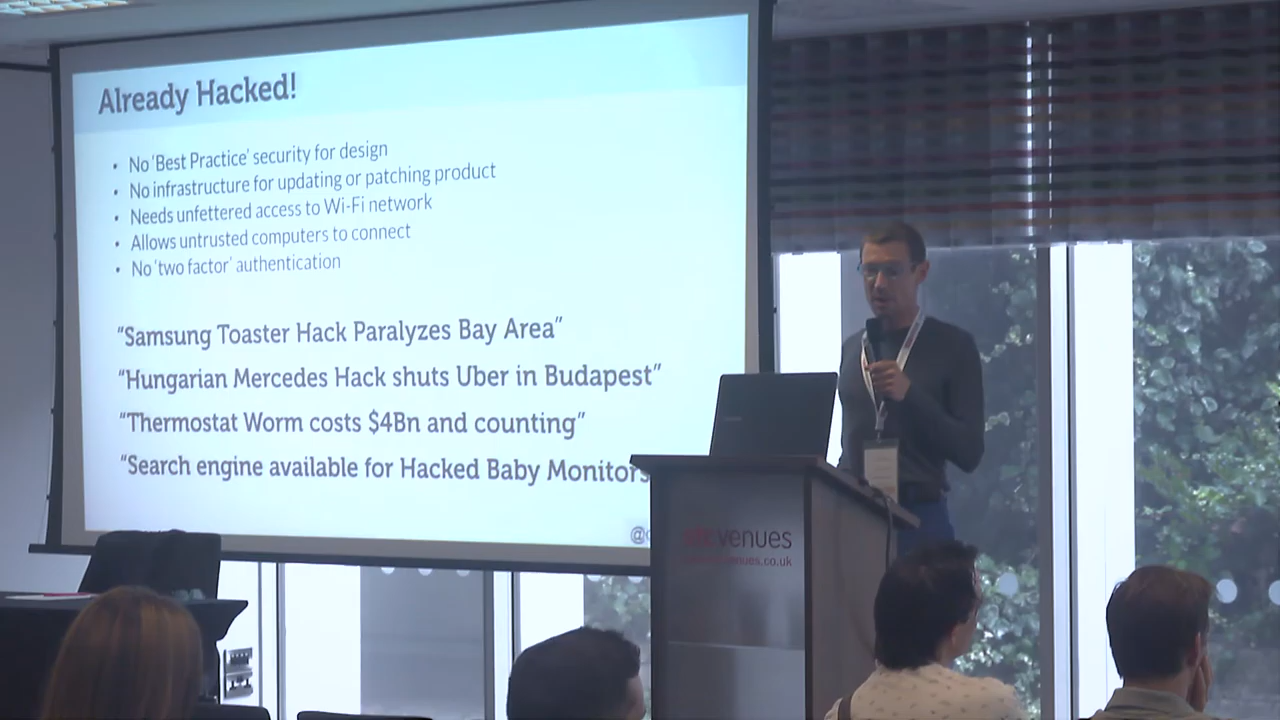 Already Hacked!
• No 'Best Practice' security for design
• No infrastructure for updating or patching product
• Needs unfettered access to Wi-Fi network
• Allows untrusted computers to connect
• No 'two factor' authentication
“Samsung Toaster Hack Paralyzes Bay Area”
“Hungarian Mercedes Hack shuts Uber in Budapest”
“Thermostat Worm costs $4Bn and counting”
“Search engine available for Hacked Baby Monitors
venues